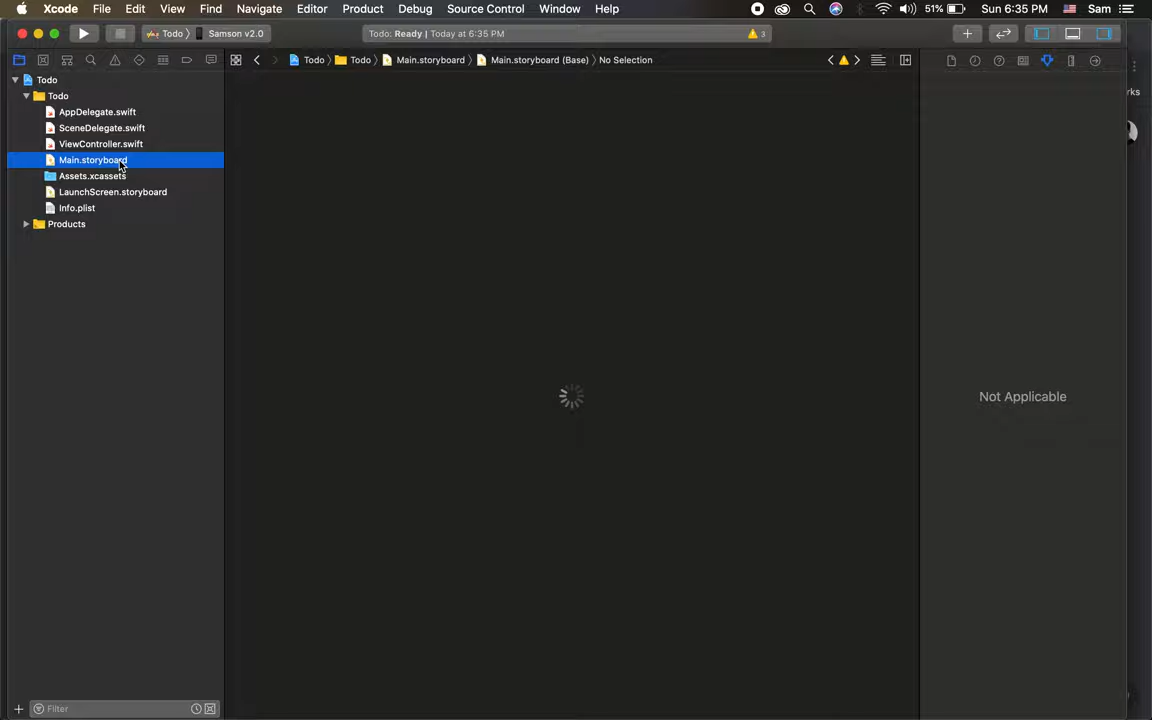 Xcode File Edit View Find Navigate Editor Product Debug Source Control Window Help 51% Sun 6:35 PM Sam
Todo Samson v2.0 Todo: Ready | Today at 6:35 PM 3
Todo Todo Main.storyboard Main.storyboard (Base) No Selection
Todo
Todo
AppDelegate.swift
SceneDelegate.swift
ViewController.swift
Main.storyboard
Assets.xcassets
LaunchScreen.storyboard
Info.plist
Products
Not Applicable
rks
Filter